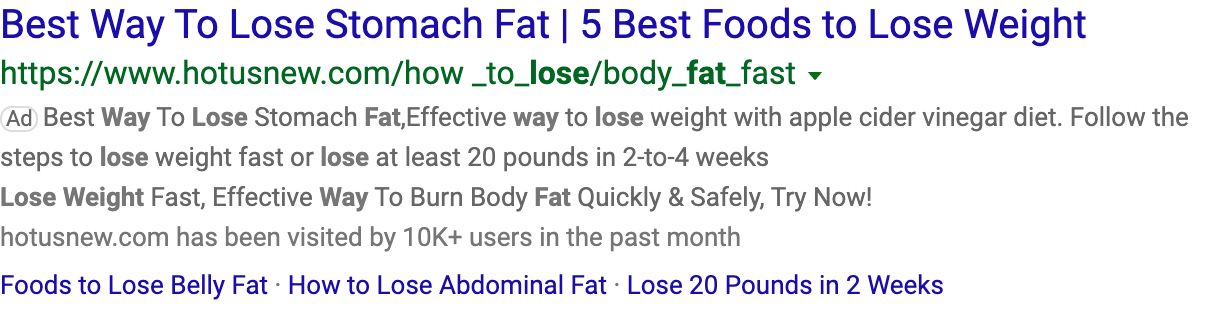 Best Way To Lose Stomach Fat | 5 Best Foods to Lose Weight
https://www.hotusnew.com/how _to_lose/body_fat_fast
Ad Best Way To Lose Stomach Fat,Effective way to lose weight with apple cider vinegar diet. Follow the
steps to lose weight fast or lose at least 20 pounds in 2-to-4 weeks
Lose Weight Fast, Effective Way To Burn Body Fat Quickly & Safely, Try Now!
hotusnew.com has been visited by 10K+ users in the past month
Foods to Lose Belly Fat · How to Lose Abdominal Fat · Lose 20 Pounds in 2 Weeks